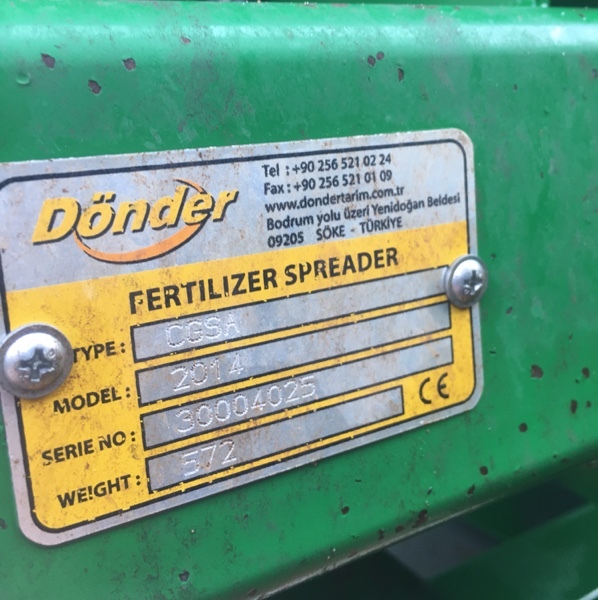 Dönder
Tel : +90 256 521 02 24
Fax : +90 256 521 01 09
www.dondertarim.com.tr
Bodrum yolu üzeri Yenidoğan Beldesi
09205 SÖKE - TÜRKİYE
FERTILIZER SPREADER
TYPE : CGSA
MODEL : 2014
SERIE NO : 30004025
WEIGHT : 372
CE